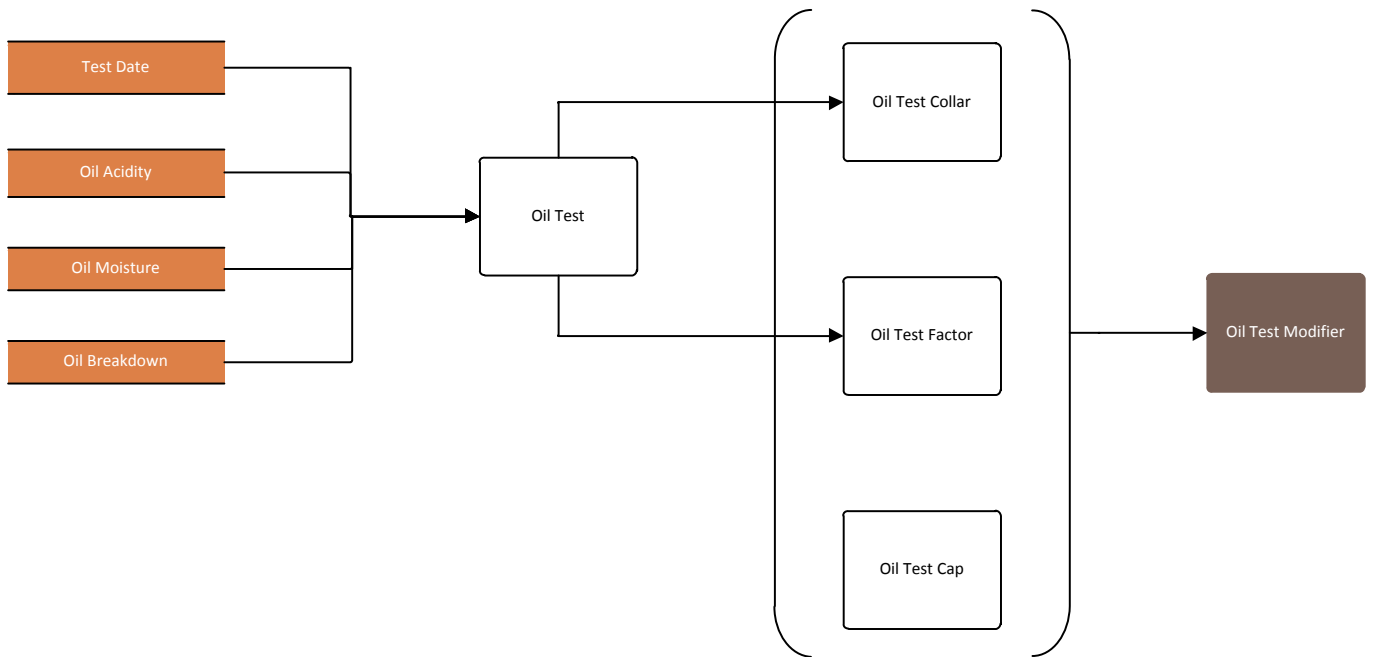 Test Date
Oil Acidity
Oil Moisture
Oil Breakdown
Oil Test
Oil Test Collar
Oil Test Factor
Oil Test Cap
Oil Test Modifier